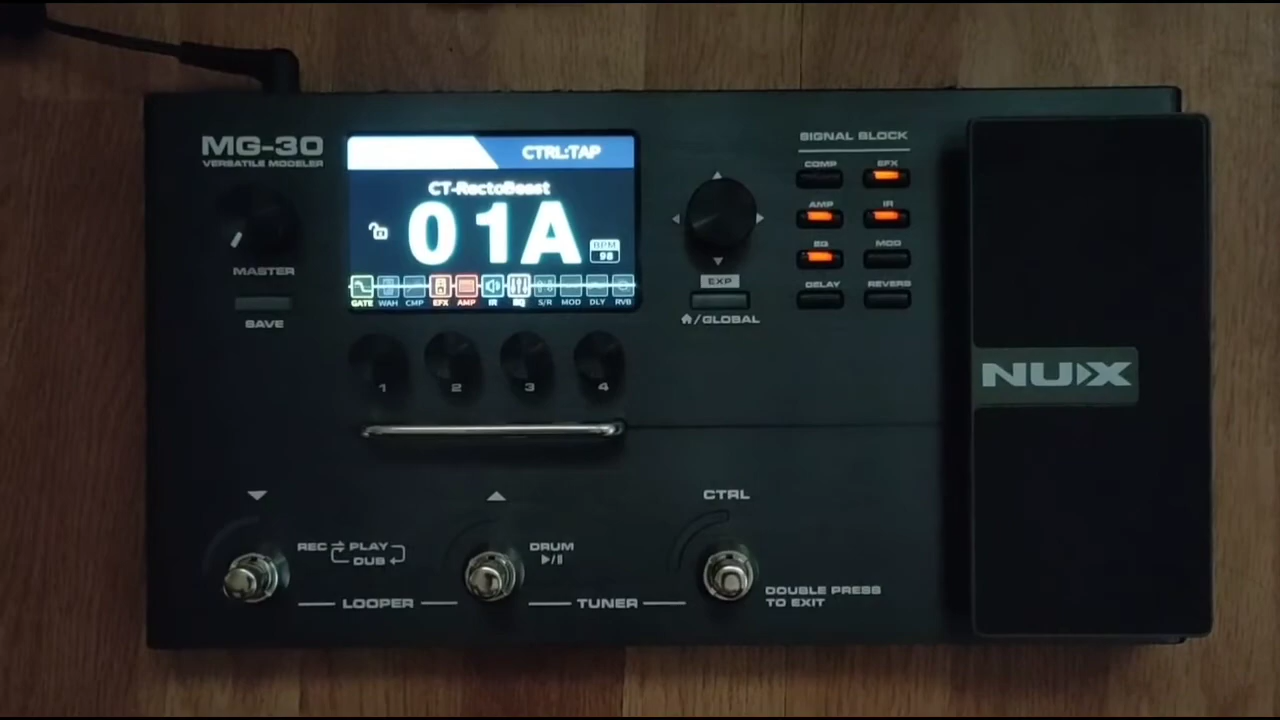 MG-30
VERSATILE MODELER
MASTER
SAVE
CTRL:TAP
CT-RectoBeast
01A
BPM
98
GATE WAH CMP EFX AMP IR EQ S/R MOD DLY RVB
1 2 3 4
EXP
/GLOBAL
SIGNAL BLOCK
COMP EFX
AMP IR
EQ MOD
DELAY REVERB
NUX
CTRL
REC PLAY
DUB
DRUM
LOOPER
TUNER
DOUBLE PRESS
TO EXIT